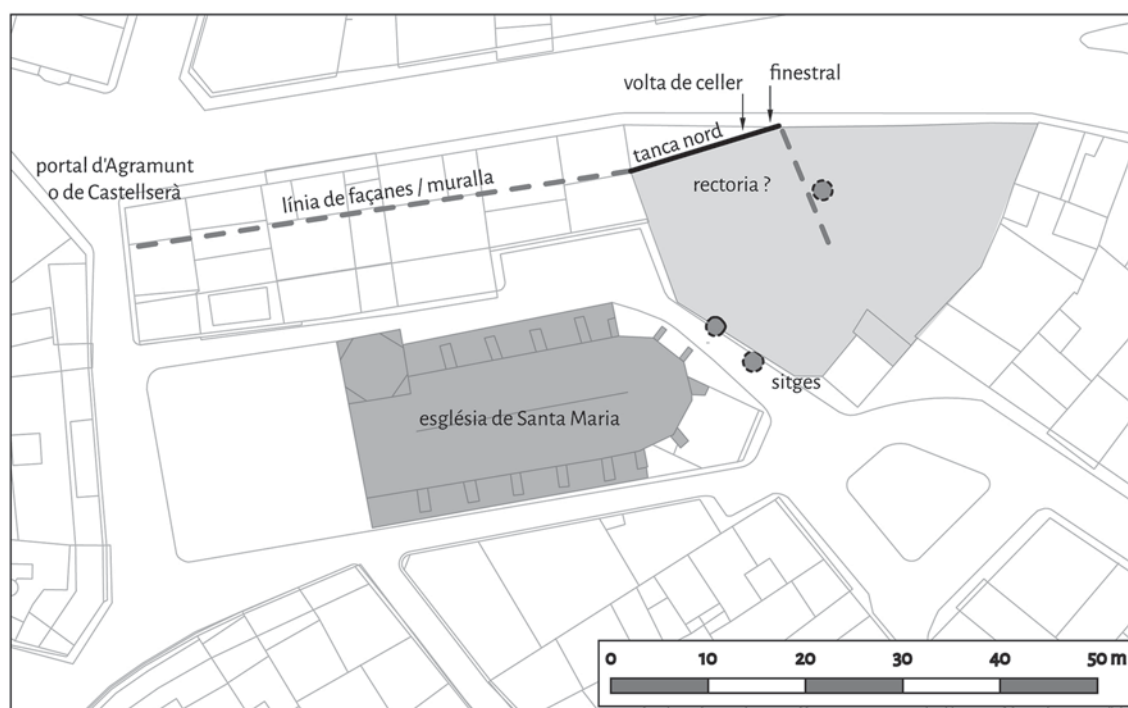 volta de celler
finestral
portal d'Agramunt
o de Castellserà
tanca nord
línia de façanes / muralla
rectoria ?
sitges
església de Santa Maria
0 10 20 30 40 50 m